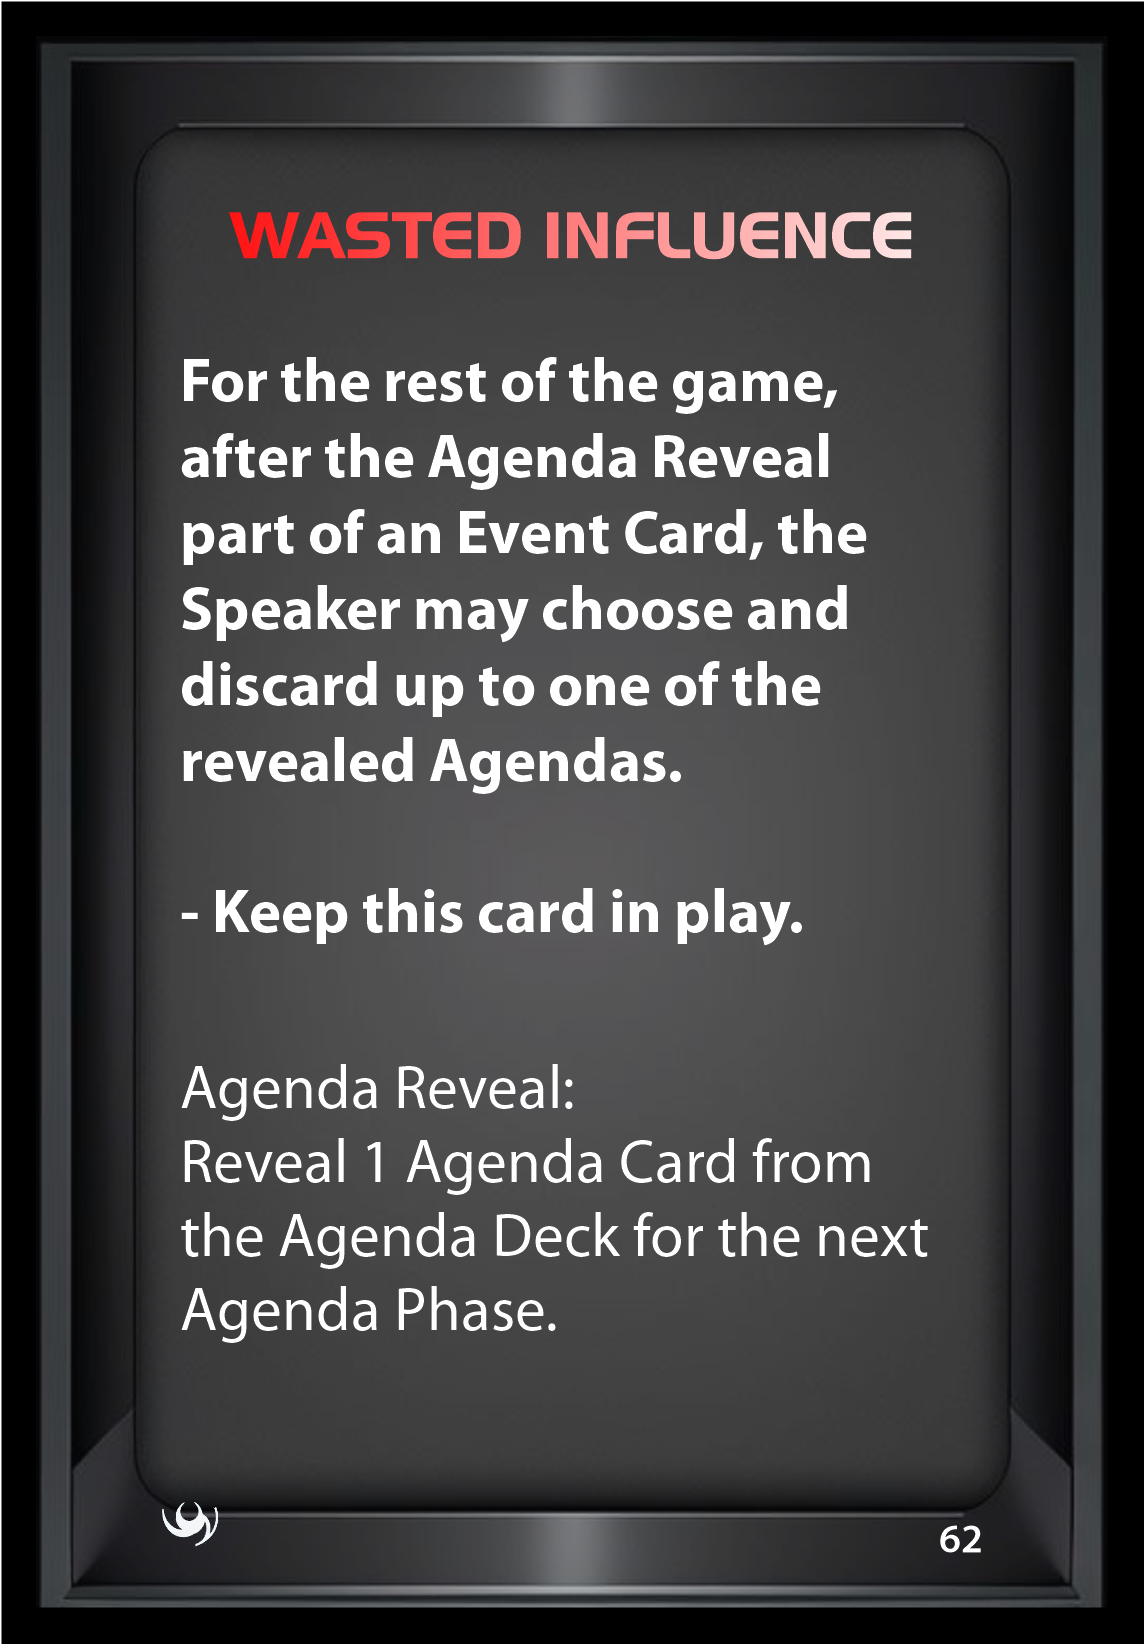 WASTED INFLUENCE
For the rest of the game,
after the Agenda Reveal
part of an Event Card, the
Speaker may choose and
discard up to one of the
revealed Agendas.
- Keep this card in play.
Agenda Reveal:
Reveal 1 Agenda Card from
the Agenda Deck for the next
Agenda Phase.
62